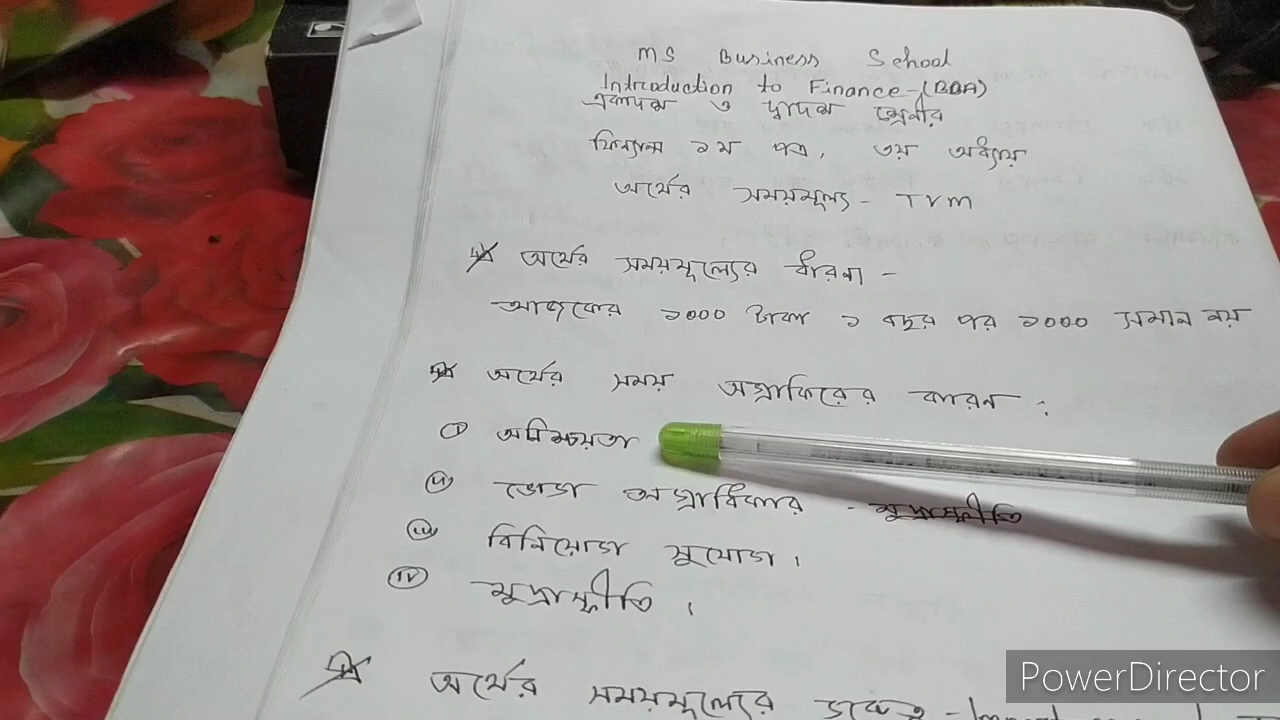 MS Business School
Introduction to Finance-(BBA)
একাদশ ও দ্বাদশ শ্রেণীর
ফিন্যান্স ১ম পত্র, ৩য় অধ্যায়
অর্থের সময়মূল্য - TVM
অর্থের সময়মূল্যের ধারনা -
আজকের ১০০০ টাকা ১ বছর পর ১০০০ সমান নয়
অর্থের সময় অগ্রাধিকারের কারন :
(i) অনিশ্চয়তা
(ii) ভোগ অগ্রাধিকার - মুদ্রাস্ফীতি
(iii) বিনিয়োগ সুযোগ।
(iv) মুদ্রাস্ফীতি।
অর্থের সময়মূল্যের গুরুত্ব -
PowerDirector